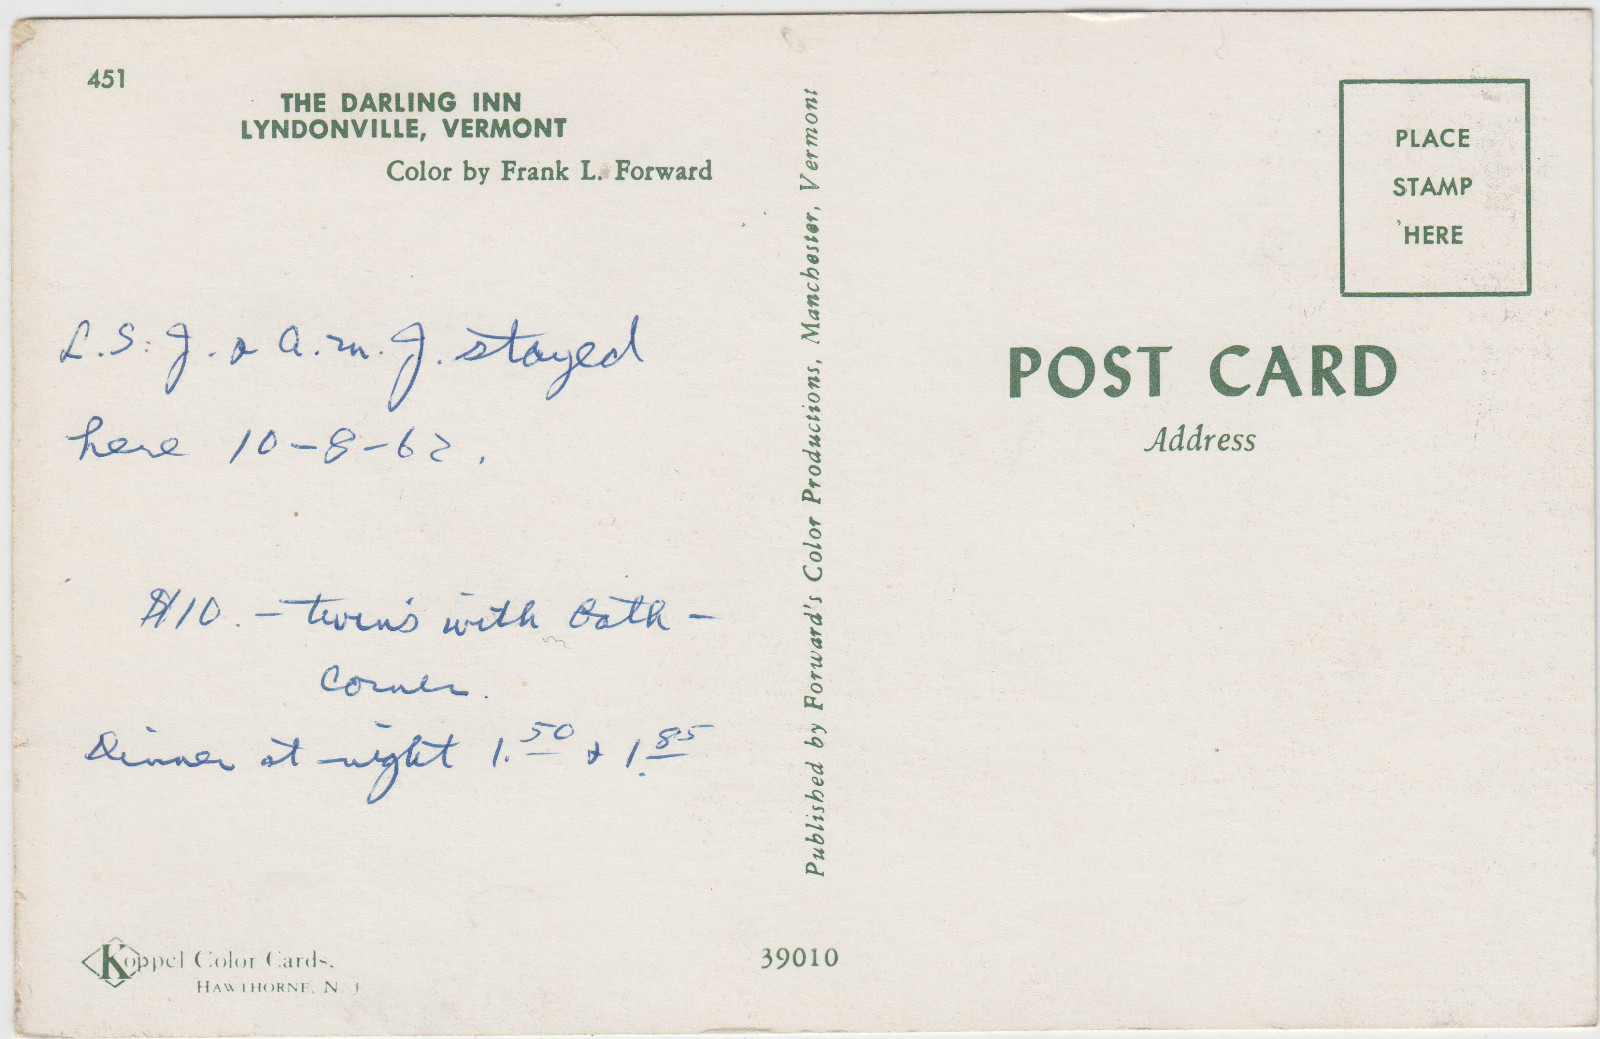 451
THE DARLING INN
LYNDONVILLE, VERMONT
Color by Frank L. Forward
L.S.J. & A.M.J. stayed
here 10-8-62.
$10. - twins with bath -
corner.
Dinner at night 1.50 & 1.85
Koppel Color Cards,
HAWTHORNE, N. J
Published by Forward's Color Productions, Manchester, Vermont
39010
PLACE
STAMP
HERE
POST CARD
Address